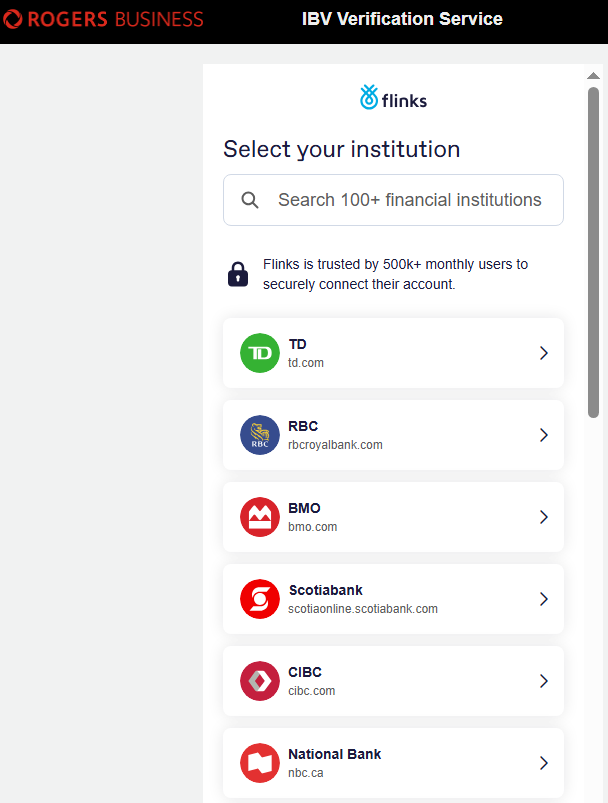 ROGERS BUSINESS
IBV Verification Service
flinks
Select your institution
Search 100+ financial institutions
Flinks is trusted by 500k+ monthly users to
securely connect their account.
TD
TD
td.com
RBC
RBC
rbcroyalbank.com
BMO
bmo.com
Scotiabank
scotiaonline.scotiabank.com
CIBC
cibc.com
National Bank
nbc.ca